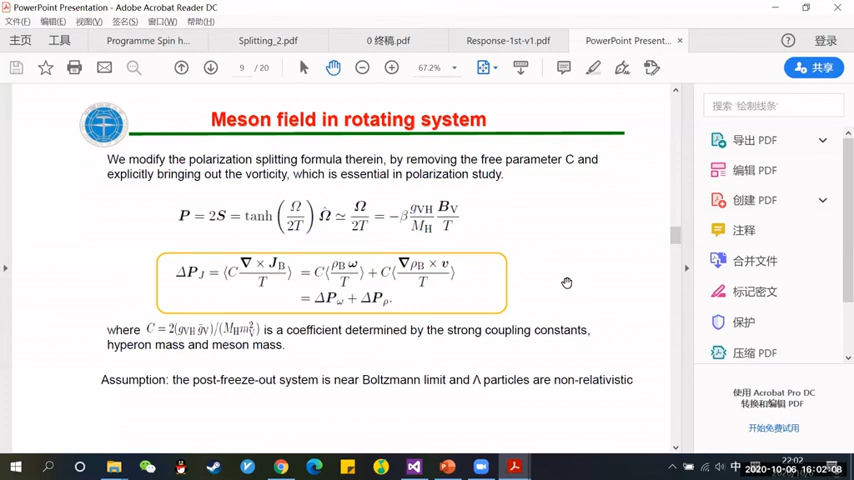 PowerPoint Presentation - Adobe Acrobat Reader DC
文件(F) 编辑(E) 视图(V) 签名(S) 窗口(W) 帮助(H)
主页 工具 Programme Spin h... Splitting_2.pdf 0 终稿.pdf Response-1st-v1.pdf PowerPoint Present... × 登录
9 / 20 67.2% 共享
Meson field in rotating system
We modify the polarization splitting formula therein, by removing the free parameter C and
explicitly bringing out the vorticity, which is essential in polarization study.
P = 2S = tanh(Ω/2T) Ω̂ ≃ Ω/2T = −β g_VH/M_H B_V/T
ΔP_J = ⟨C ∇ × J_B/T⟩ = C⟨ρ_B ω/T⟩ + C⟨∇ρ_B × v/T⟩
= ΔP_ω + ΔP_ρ.
where C = 2(g_VH ḡ_V)/(M_H m_V^2) is a coefficient determined by the strong coupling constants,
hyperon mass and meson mass.
Assumption: the post-freeze-out system is near Boltzmann limit and Λ particles are non-relativistic
搜索 '绘制线条'
导出 PDF
编辑 PDF
创建 PDF
注释
合并文件
标记密文
保护
压缩 PDF
使用 Acrobat Pro DC
转换和编辑 PDF
开始免费试用
中 22:02
2020-10-06 16:02:08